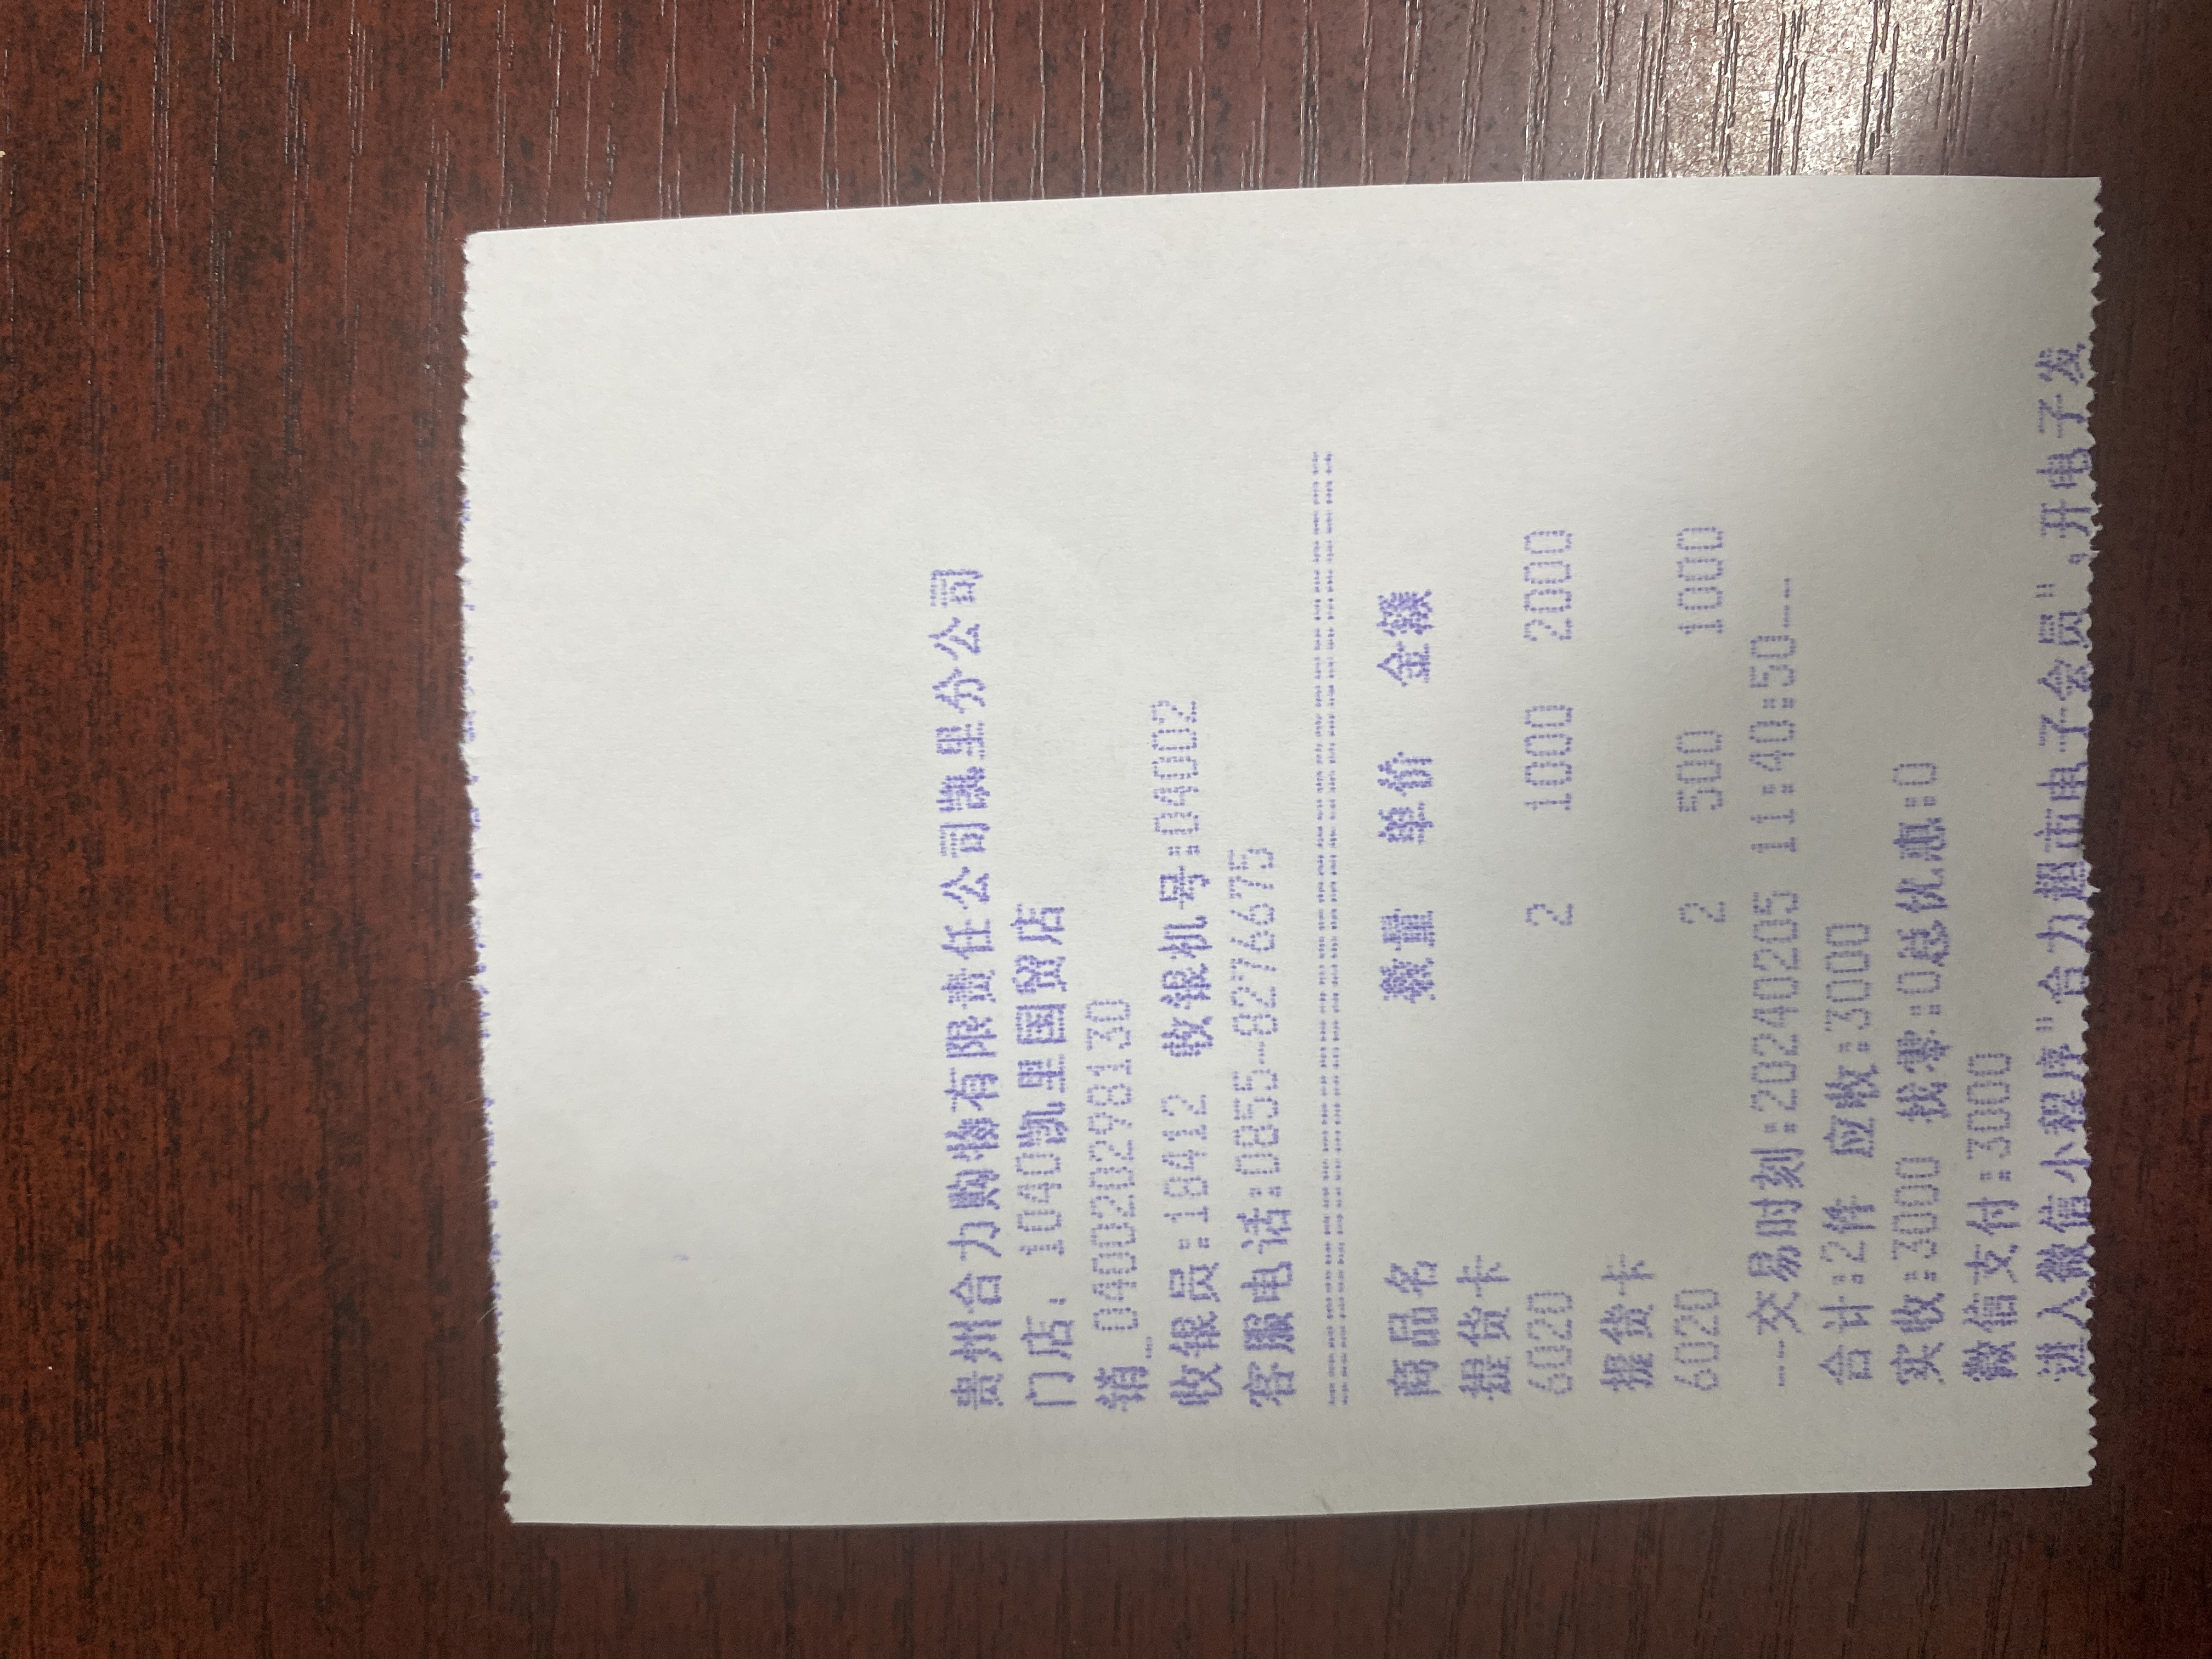 贵州合力购物有限责任公司凯里分公司
门店: 1040凯里国贸店
销_040020298130
收银员:18412 收银机号:04002
客服电话:0855-8276675
==========================================
商品名 数量 单价 金额
提货卡
6020 2 1000 2000
提货卡
6020 2 500 1000
--交易时刻:20240205 11:40:50--
合计:2件 应收:3000
实收:3000 找零:0总优惠:0
微信支付:3000
进入微信小程序"合力超市电子会员",开电子发